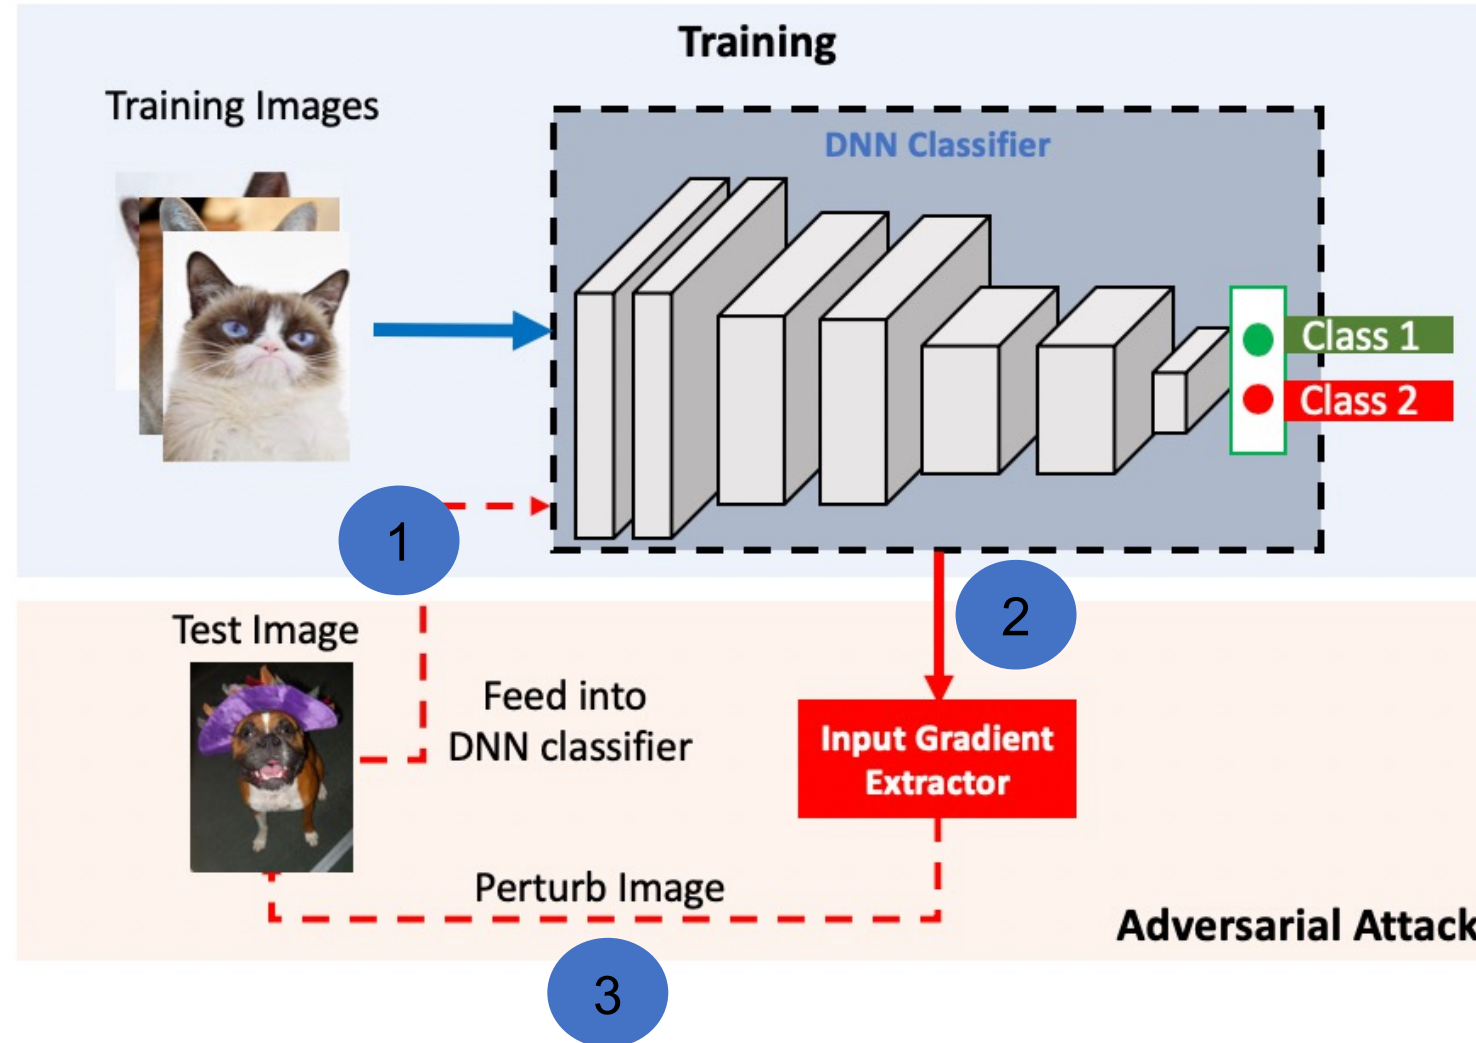 Training
Training Images
DNN Classifier
Class 1
Class 2
1
2
Test Image
Feed into
DNN classifier
Input Gradient
Extractor
Perturb Image
Adversarial Attack
3